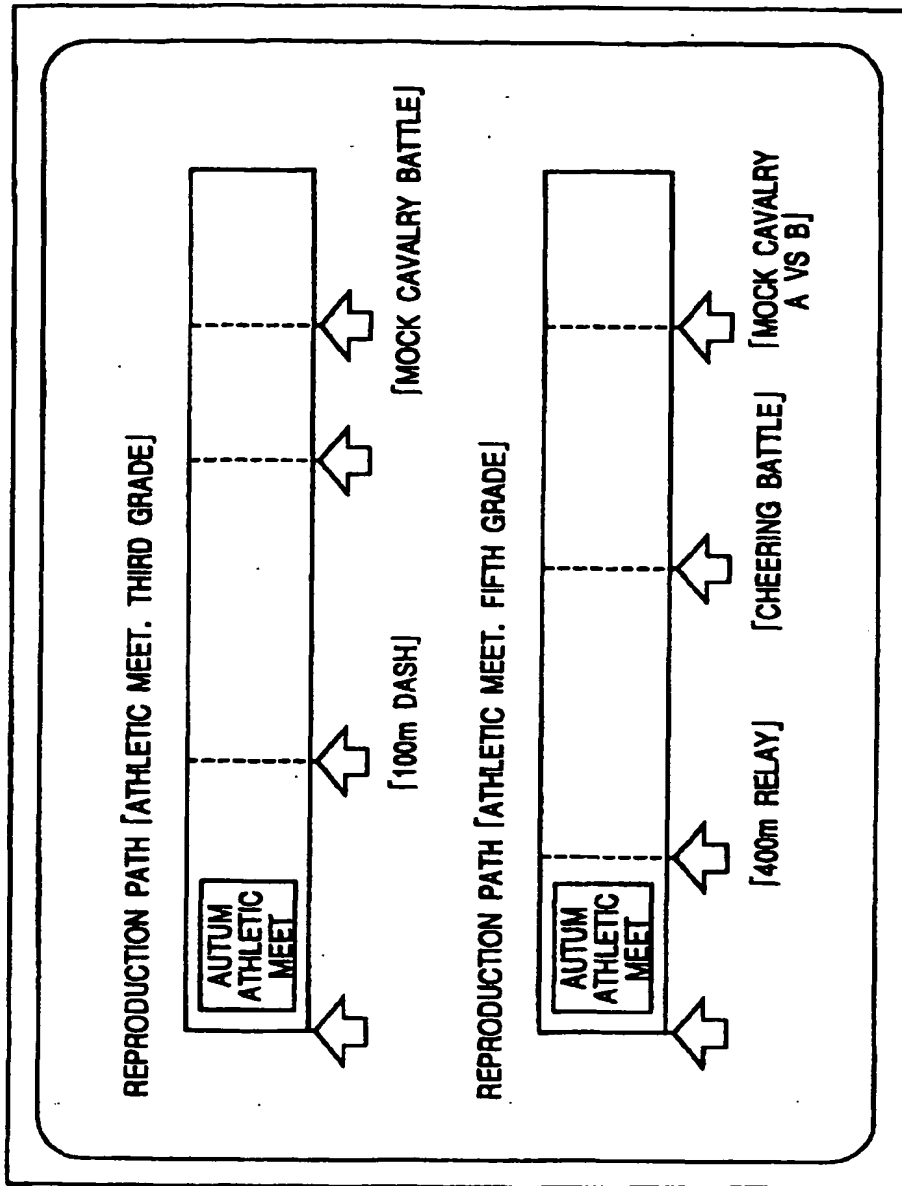 REPRODUCTION PATH ｢ATHLETIC MEET. THIRD GRADE｣
AUTUM
ATHLETIC
MEET
｢100m DASH｣
｢MOCK CAVALRY BATTLE｣
REPRODUCTION PATH ｢ATHLETIC MEET. FIFTH GRADE｣
AUTUM
ATHLETIC
MEET
｢400m RELAY｣
｢CHEERING BATTLE｣
｢MOCK CAVALRY
A VS B｣